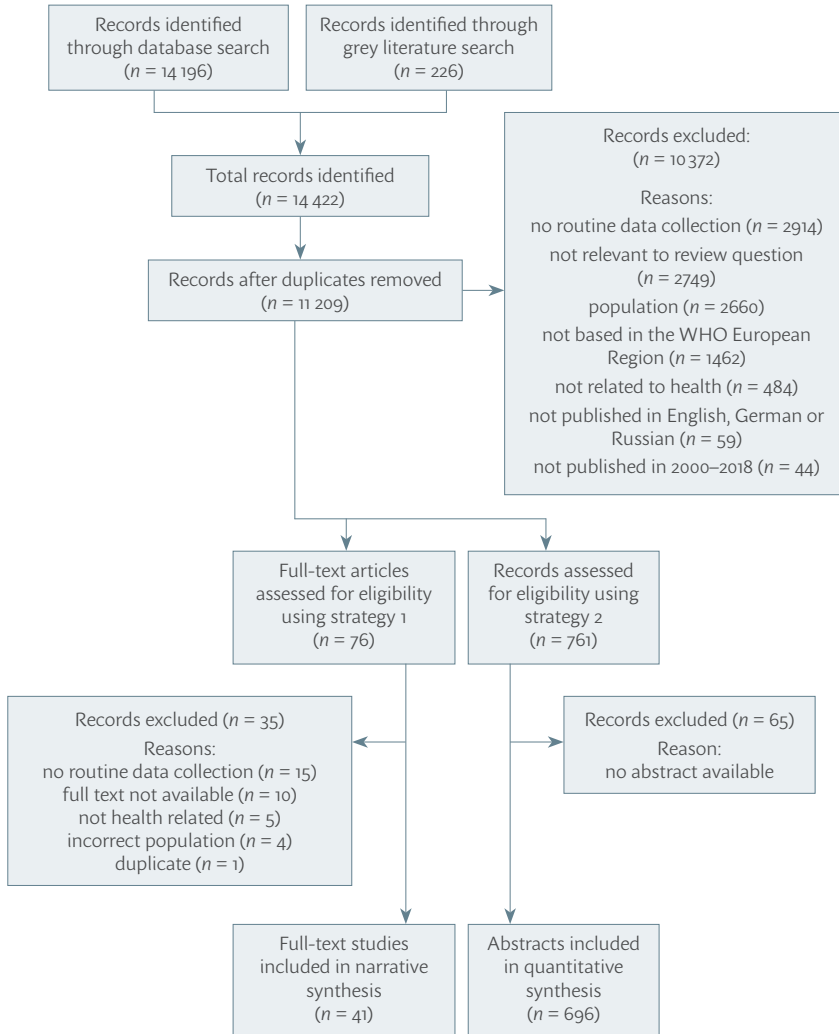 Records identified
through database search
(n = 14 196)
Records identified through
grey literature search
(n = 226)
Total records identified
(n = 14 422)
Records after duplicates removed
(n = 11 209)
Records excluded:
(n = 10 372)
Reasons:
no routine data collection (n = 2914)
not relevant to review question
(n = 2749)
population (n = 2660)
not based in the WHO European
Region (n = 1462)
not related to health (n = 484)
not published in English, German or
Russian (n = 59)
not published in 2000–2018 (n = 44)
Full-text articles
assessed for eligibility
using strategy 1
(n = 76)
Records assessed
for eligibility using
strategy 2
(n = 761)
Records excluded (n = 35)
Reasons:
no routine data collection (n = 15)
full text not available (n = 10)
not health related (n = 5)
incorrect population (n = 4)
duplicate (n = 1)
Records excluded (n = 65)
Reason:
no abstract available
Full-text studies
included in narrative
synthesis
(n = 41)
Abstracts included
in quantitative
synthesis
(n = 696)